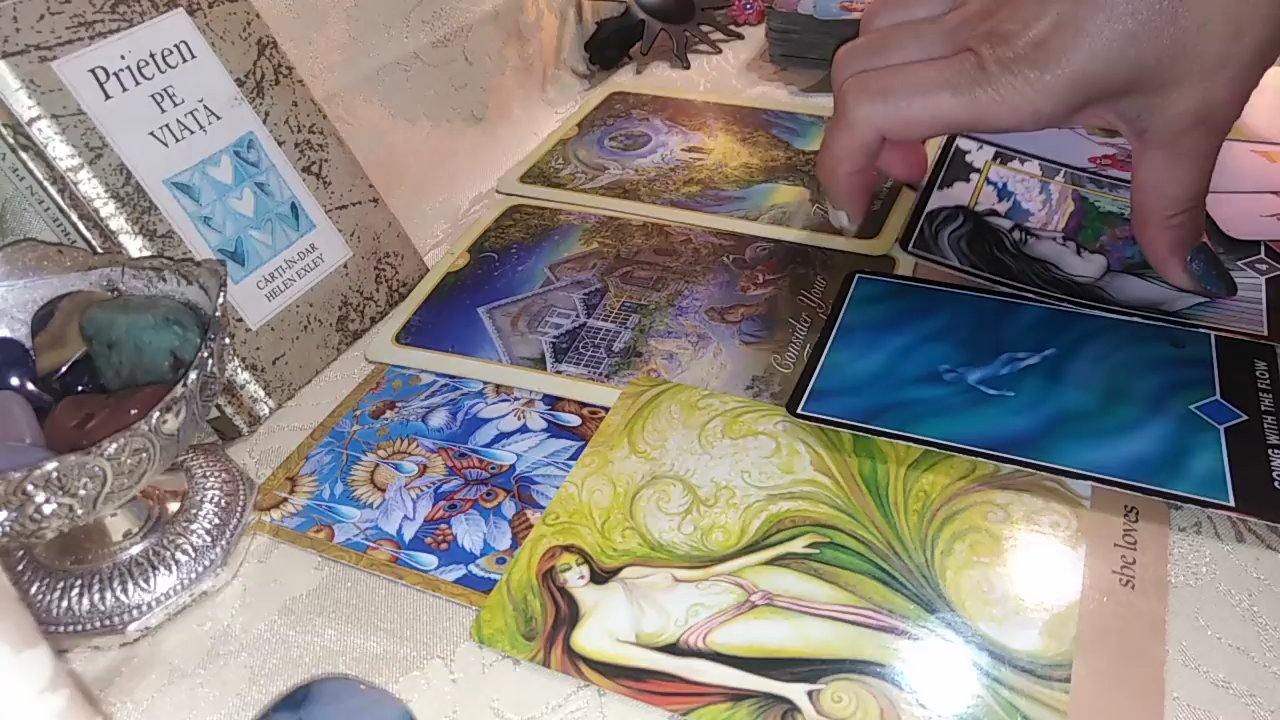 Prieten
PE
VIAȚĂ
CĂRȚI-ÎN-DAR
HELEN EXLEY
Consider Your
GOING WITH THE FLOW
she loves